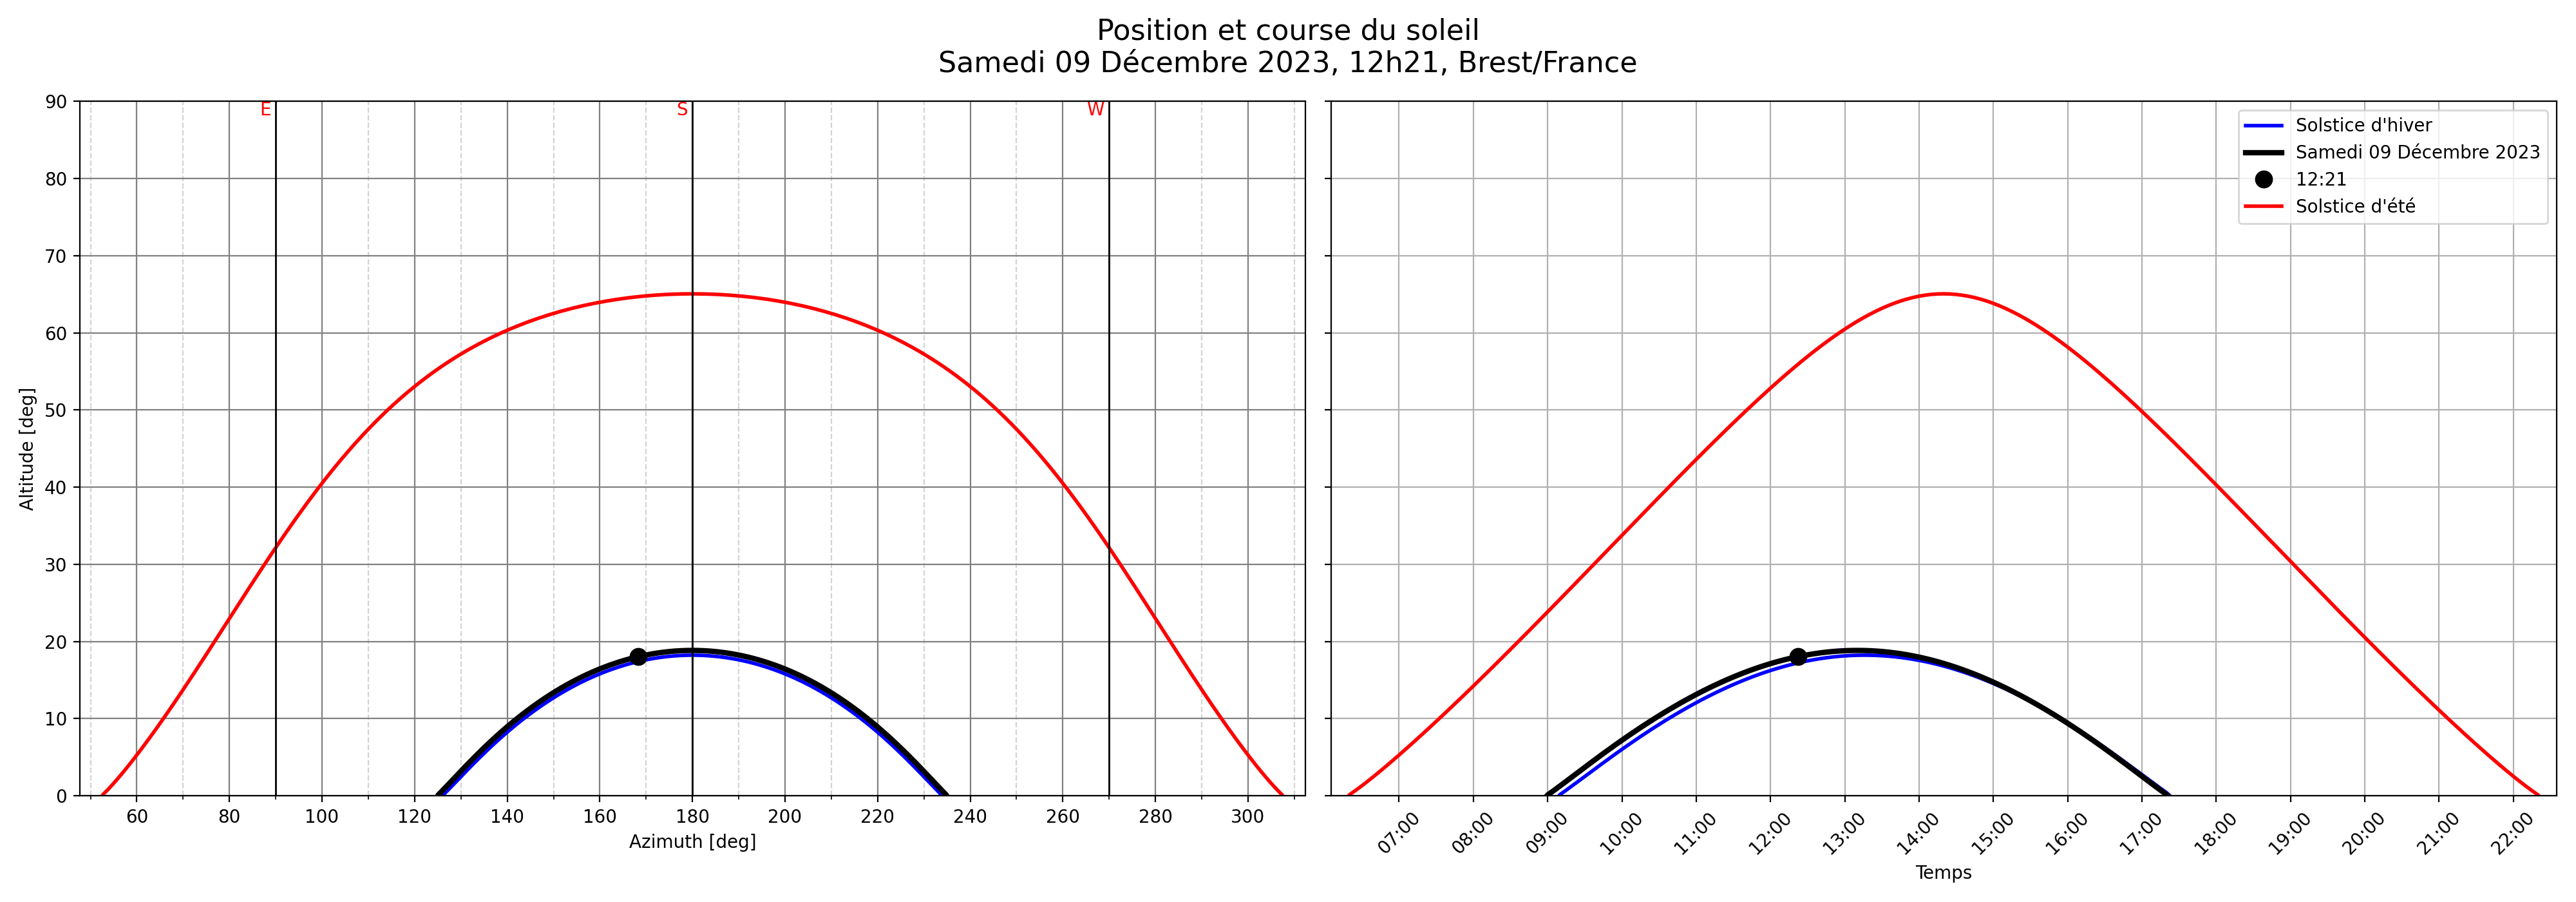 Position et course du soleil
Samedi 09 Décembre 2023, 12h21, Brest/France
E
S
W
90
80
70
60
50
40
30
20
10
0
Altitude [deg]
60 80 100 120 140 160 180 200 220 240 260 280 300
Azimuth [deg]
Solstice d'hiver
Samedi 09 Décembre 2023
12:21
Solstice d'été
07:00 08:00 09:00 10:00 11:00 12:00 13:00 14:00 15:00 16:00 17:00 18:00 19:00 20:00 21:00 22:00
Temps